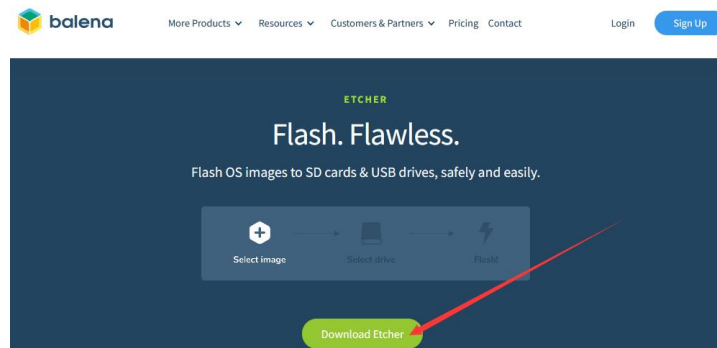 balena More Products Resources Customers & Partners Pricing Contact Login Sign Up
ETCHER
Flash. Flawless.
Flash OS images to SD cards & USB drives, safely and easily.
Select image Select drive Flash!
Download Etcher